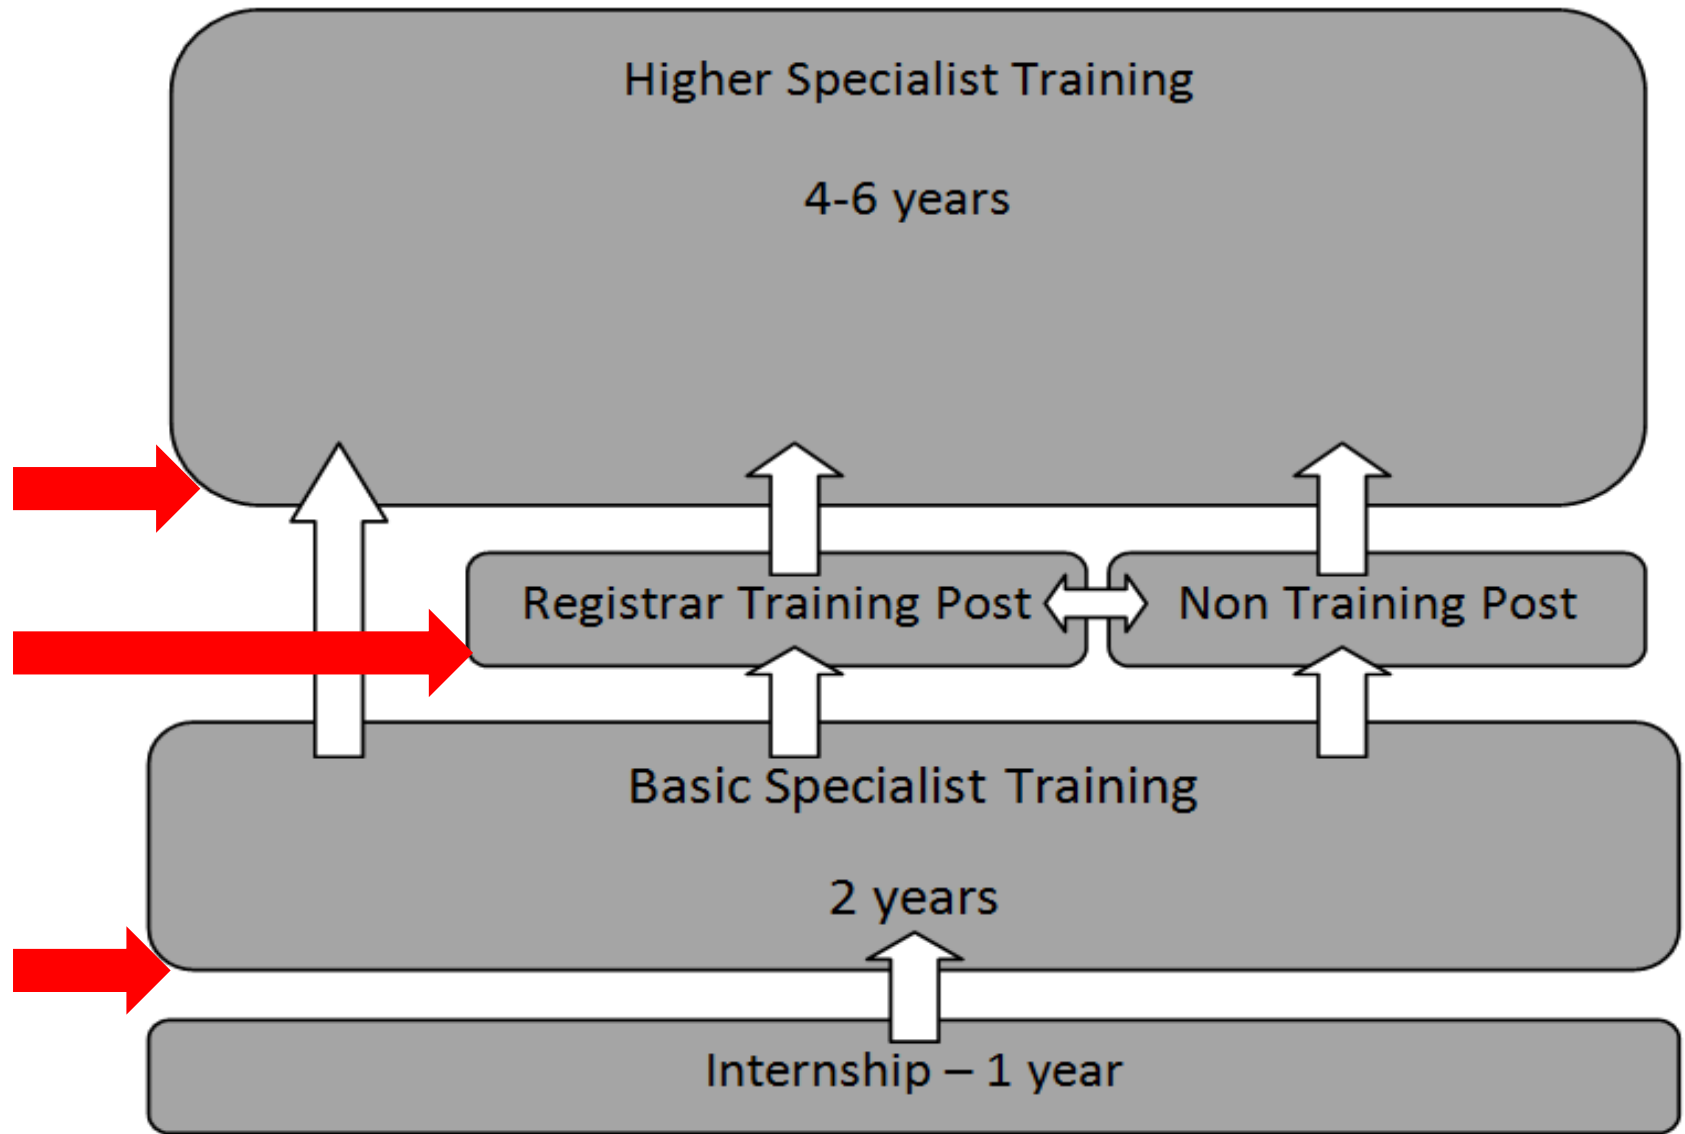 Higher Specialist Training
4-6 years
Registrar Training Post
Non Training Post
Basic Specialist Training
2 years
Internship – 1 year